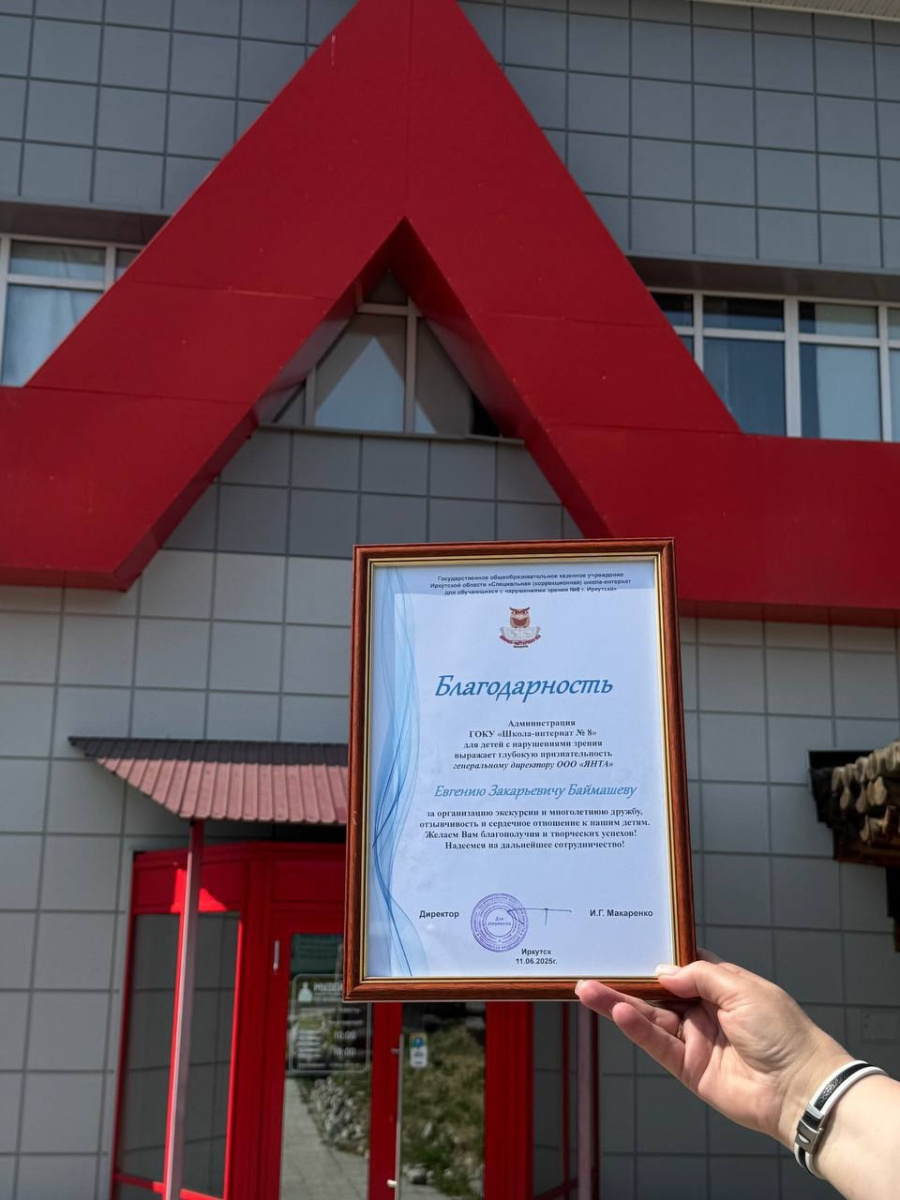 Государственное общеобразовательное казенное учреждение
Иркутской области «Специальная (коррекционная) школа-интернат
для обучающихся с нарушениями зрения №8 г. Иркутска»
Благодарность
Администрация
ГОКУ «Школа-интернат № 8»
для детей с нарушениями зрения
выражает глубокую признательность
генеральному директору ООО «ЯНТА»
Евгению Закарьевичу Баймашеву
за организацию экскурсии и многолетнюю дружбу,
отзывчивость и сердечное отношение к нашим детям.
Желаем Вам благополучия и творческих успехов!
Надеемся на дальнейшее сотрудничество!
Директор
Для
документов
И.Г. Макаренко
Иркутск
11.06.2025г.